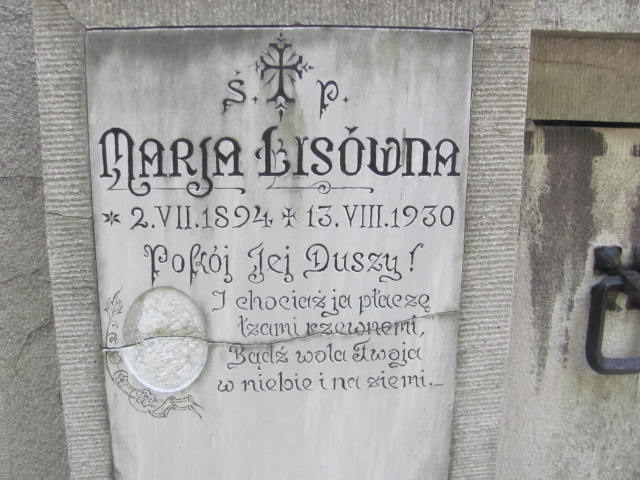 Ś. P.
MARJA LISÓWNA
* 2.VII.1894 ✢ 13.VIII.1930
Pokój Jej Duszy!
I chociaż ja płaczę
łzami rzewnemi,
Bądź wola Twoja
w niebie i na ziemi._